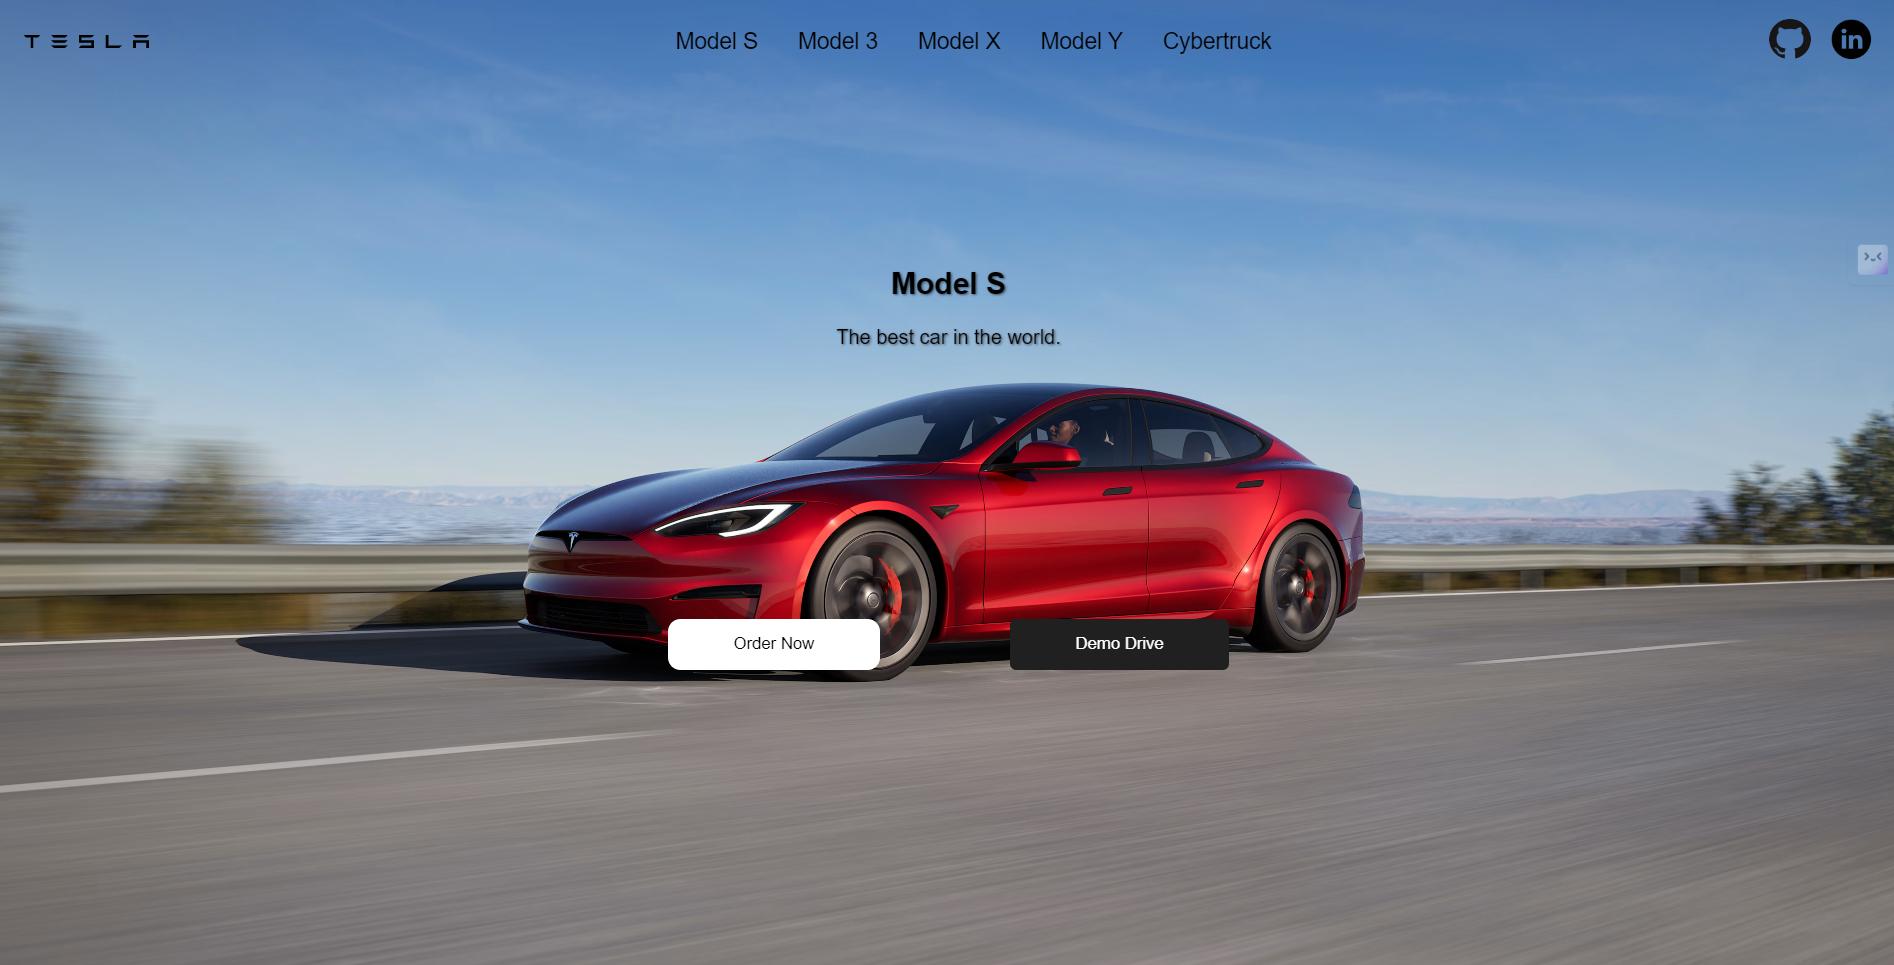 TESLA
Model S Model 3 Model X Model Y Cybertruck
in
Model S
The best car in the world.
Order Now Demo Drive